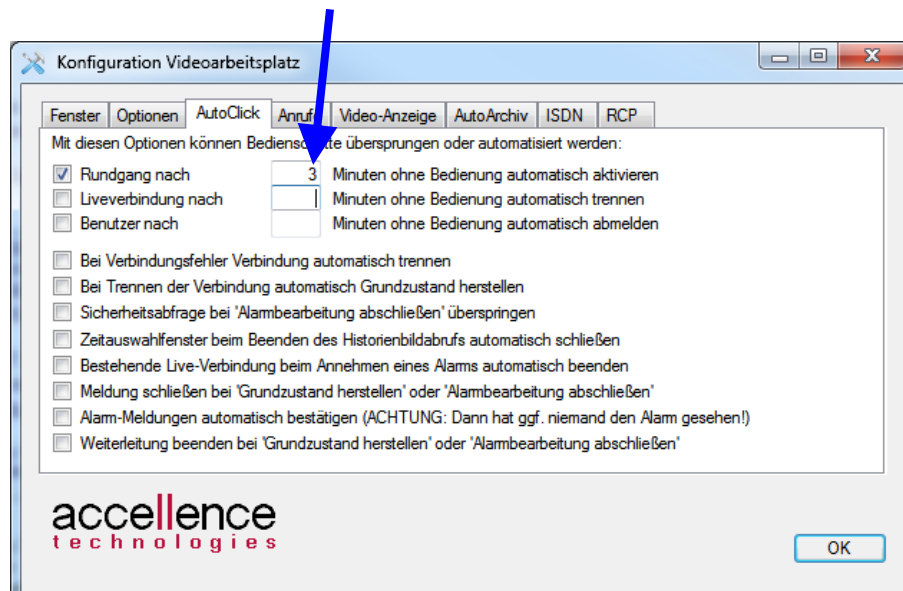 Konfiguration Videoarbeitsplatz
Fenster Optionen AutoClick Anrufe Video-Anzeige AutoArchiv ISDN RCP
Mit diesen Optionen können übersprungen oder automatisiert werden:
Rundgang nach 3 Minuten ohne Bedienung automatisch aktivieren
Liveverbindung nach Minuten ohne Bedienung automatisch trennen
Benutzer nach Minuten ohne Bedienung automatisch abmelden
Bei Verbindungsfehler Verbindung automatisch trennen
Bei Trennen der Verbindung automatisch Grundzustand herstellen
Sicherheitsabfrage bei 'Alarmbearbeitung abschließen' überspringen
Zeitauswahlfenster beim Beenden des Historienbildabrufs automatisch schließen
Bestehende Live-Verbindung beim Annehmen eines Alarms automatisch beenden
Meldung schließen bei 'Grundzustand herstellen' oder 'Alarmbearbeitung abschließen'
Alarm-Meldungen automatisch bestätigen (ACHTUNG: Dann hat ggf. niemand den Alarm gesehen!)
Weiterleitung beenden bei 'Grundzustand herstellen' oder 'Alarmbearbeitung abschließen'
accellence
technologies
OK